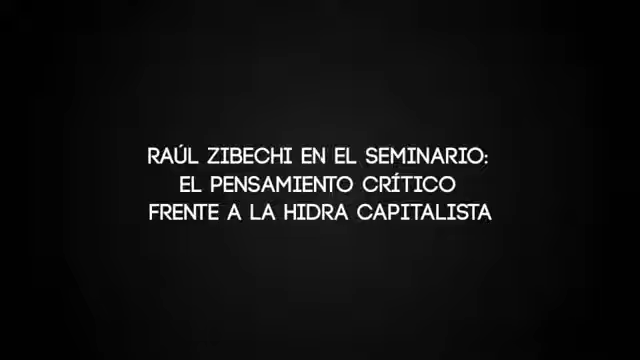 RAÚL ZIBECHI EN EL SEMINARIO:
EL PENSAMIENTO CRÍTICO
FRENTE A LA HIDRA CAPITALISTA